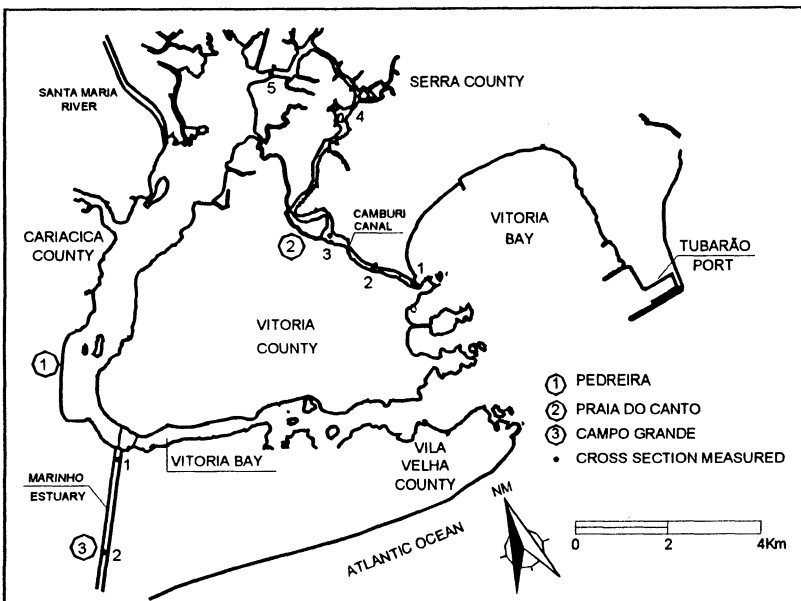 SANTA MARIA
RIVER
SERRA COUNTY
5
4
CAMBURI
CANAL
VITORIA
BAY
CARIACICA
COUNTY
2
3
2
1
TUBARÃO
PORT
VITORIA
COUNTY
1
1 PEDREIRA
2 PRAIA DO CANTO
3 CAMPO GRANDE
• CROSS SECTION MEASURED
1
VITORIA BAY
VILA
VELHA
COUNTY
MARINHO
ESTUARY
3
2
ATLANTIC OCEAN
NM
0 2 4Km